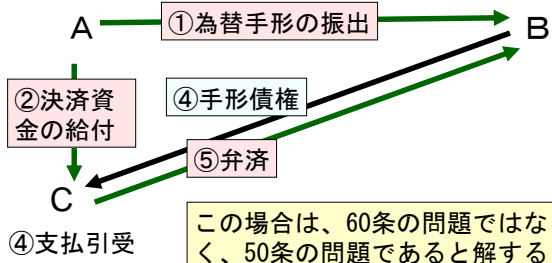 A
①為替手形の振出
B
②決済資
金の給付
④手形債権
⑤弁済
C
④支払引受
この場合は、60条の問題ではな
く、50条の問題であると解する